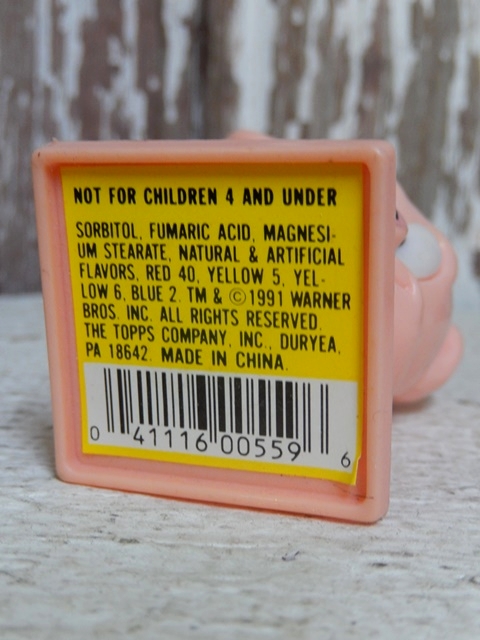 NOT FOR CHILDREN 4 AND UNDER
SORBITOL, FUMARIC ACID, MAGNESI-
UM STEARATE, NATURAL & ARTIFICIAL
FLAVORS, RED 40, YELLOW 5, YEL-
LOW 6, BLUE 2. TM & © 1991 WARNER
BROS. INC. ALL RIGHTS RESERVED.
THE TOPPS COMPANY, INC., DURYEA,
PA 18642. MADE IN CHINA.
0 41116 00559 6